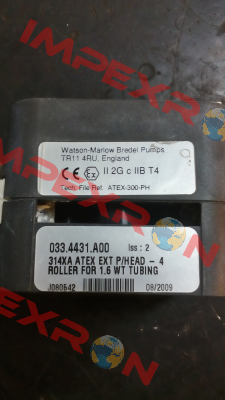 IMPEXRON
Watson-Marlow Bredel Pumps
TR11 4RU, England
CE Ex II 2G c IIB T4
Tech. File Ref. ATEX-300-PH
033.4431.A00 Iss: 2
314XA ATEX EXT P/HEAD - 4
ROLLER FOR 1.6 WT TUBING
J080542 08/2009